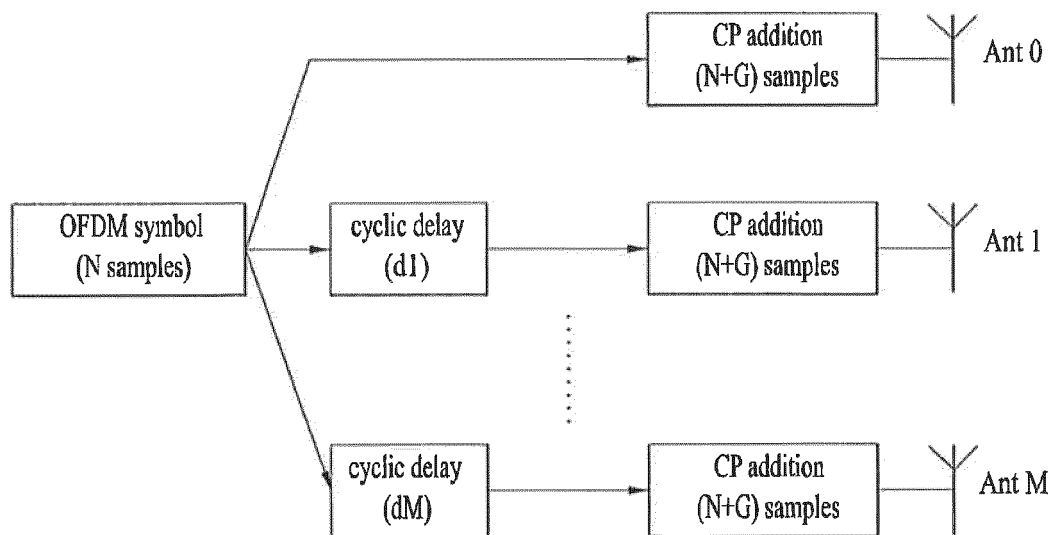 CP addition
(N+G) samples
Ant 0
OFDM symbol
(N samples)
cyclic delay
(d1)
CP addition
(N+G) samples
Ant 1
cyclic delay
(dM)
CP addition
(N+G) samples
Ant M